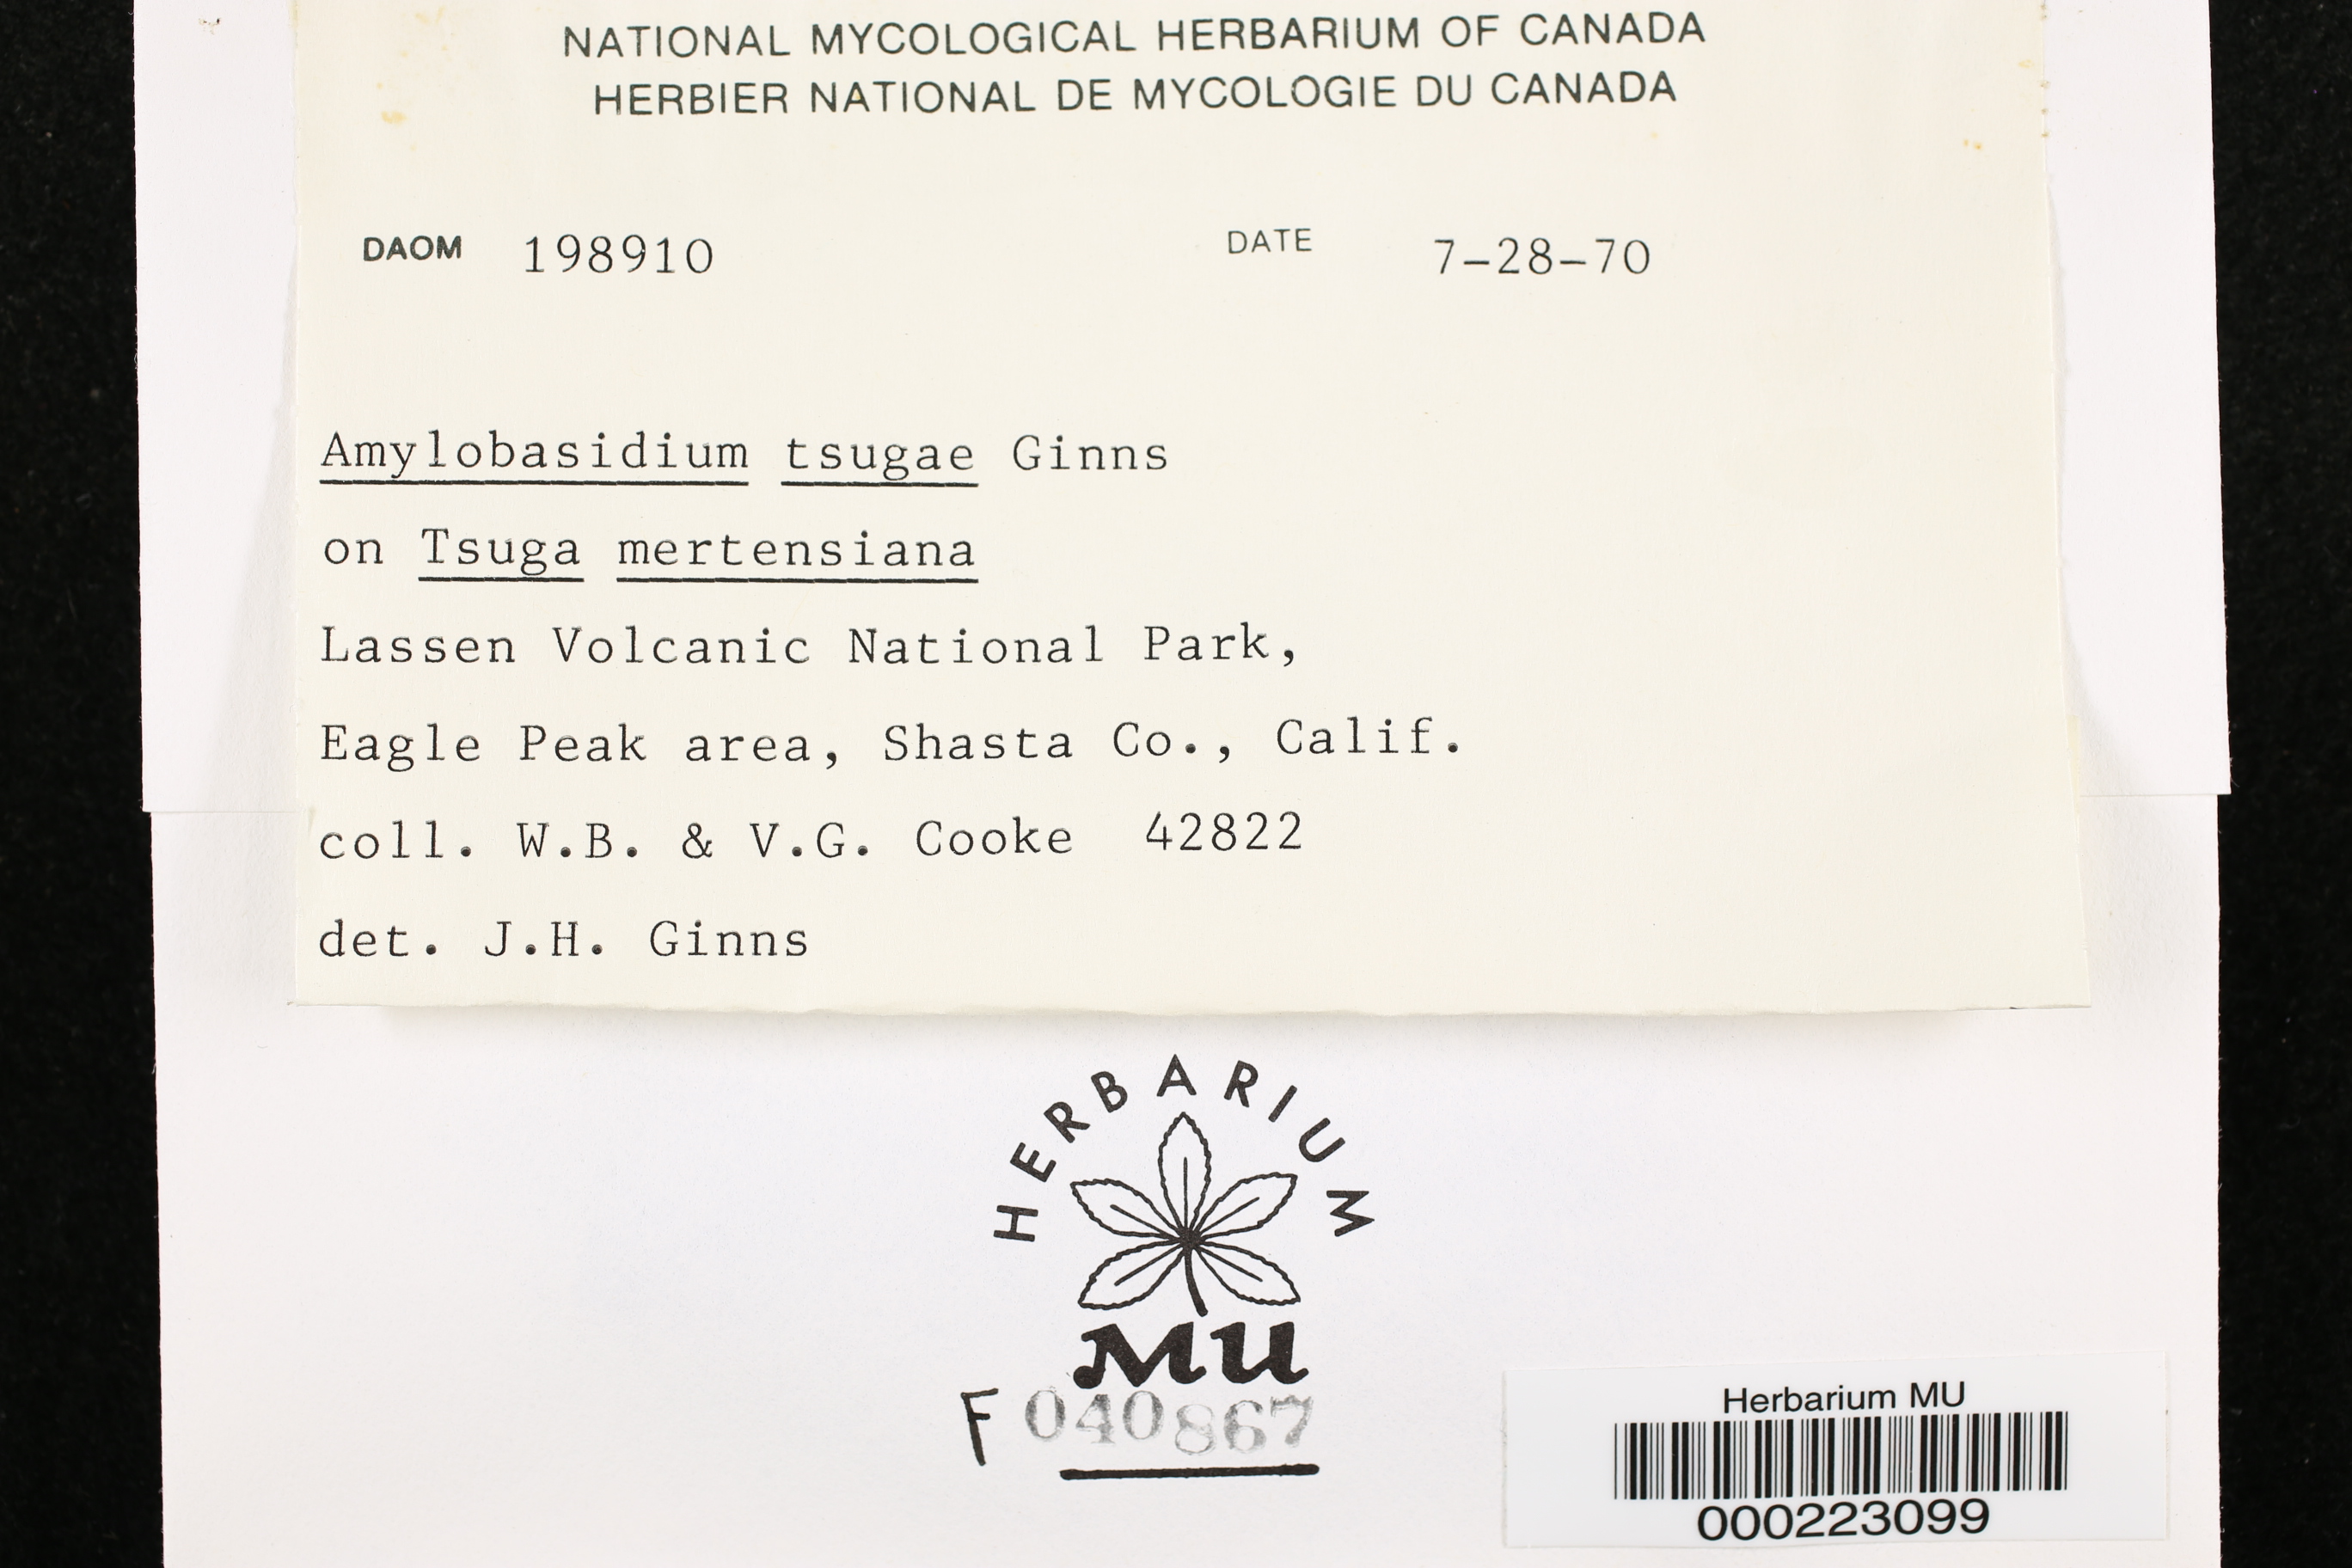 NATIONAL MYCOLOGICAL HERBARIUM OF CANADA
HERBIER NATIONAL DE MYCOLOGIE DU CANADA
DAOM 198910 DATE 7-28-70
Amylobasidium tsugae Ginns
on Tsuga mertensiana
Lassen Volcanic National Park,
Eagle Peak area, Shasta Co., Calif.
coll. W.B. & V.G. Cooke 42822
det. J.H. Ginns
HERBARIUM
MU
F 040867
Herbarium MU
000223099